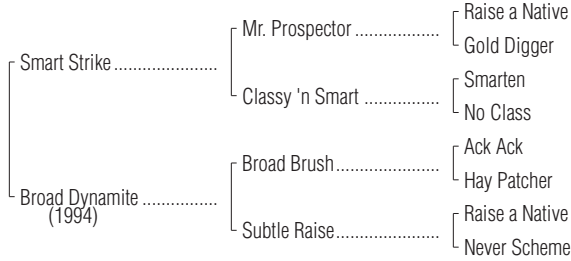 Raise a Native
Mr. Prospector ..................
Gold Digger
Smart Strike ......................
Smarten
Classy 'n Smart ................
No Class
Ack Ack
Broad Brush......................
Hay Patcher
Broad Dynamite ................
(1994)
Raise a Native
Subtle Raise......................
Never Scheme